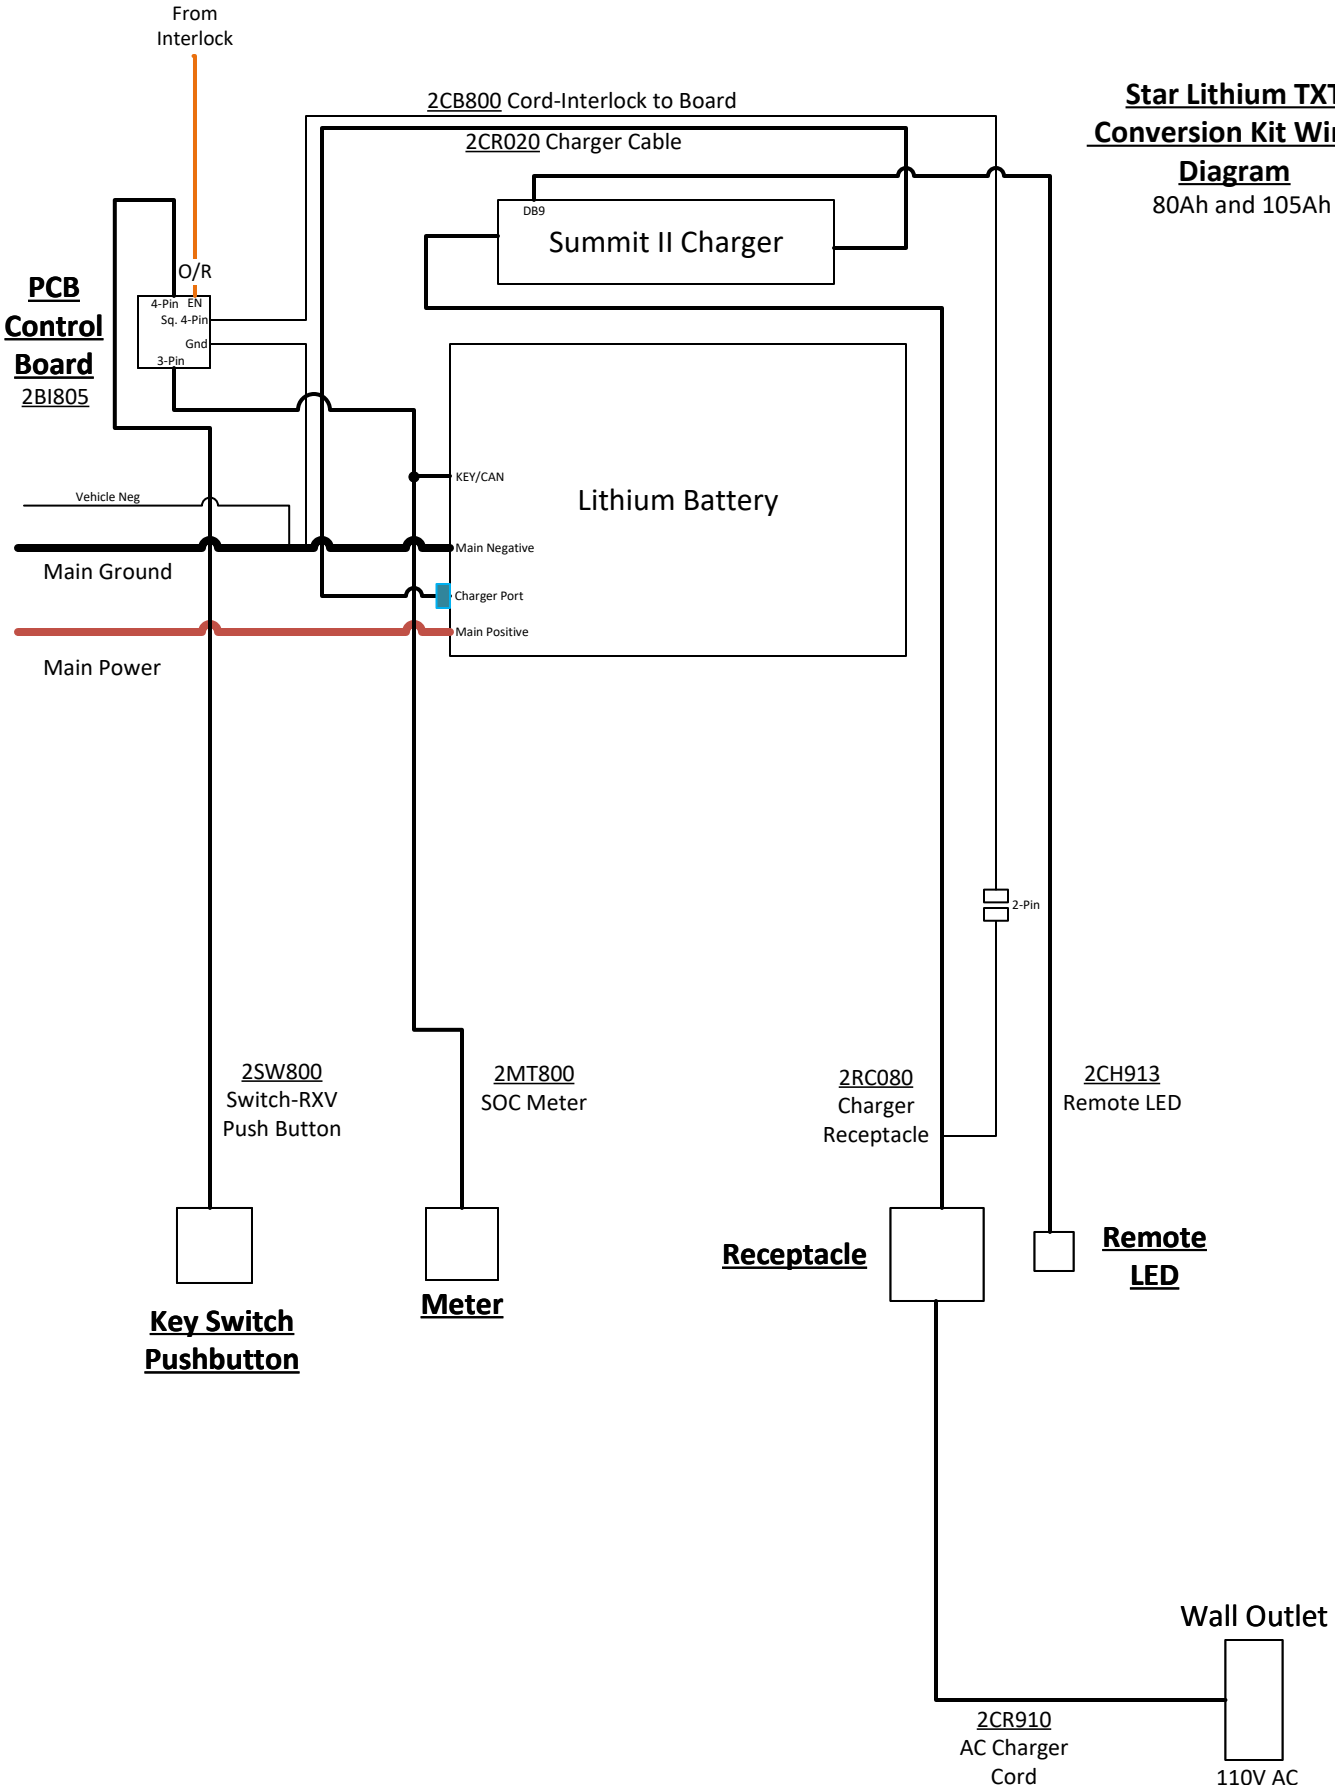 From
Interlock
2CB800 Cord-Interlock to Board
2CR020 Charger Cable
Star Lithium TXT
Conversion Kit
Diagram
80Ah and 105Ah
DB9
Summit II Charger
O/R
PCB
Control
Board
2BI805
4-Pin EN
Sq. 4-Pin
Gnd
3-Pin
KEY/CAN
Lithium Battery
Vehicle Neg
Main Negative
Main Ground
Charger Port
Main Positive
Main Power
2-Pin
2SW800
Switch-RXV
Push Button
2MT800
SOC Meter
2RC080
Charger
Receptacle
2CH913
Remote LED
Receptacle
Remote
LED
Key Switch
Pushbutton
Meter
Wall Outlet
2CR910
AC Charger
Cord
110V AC